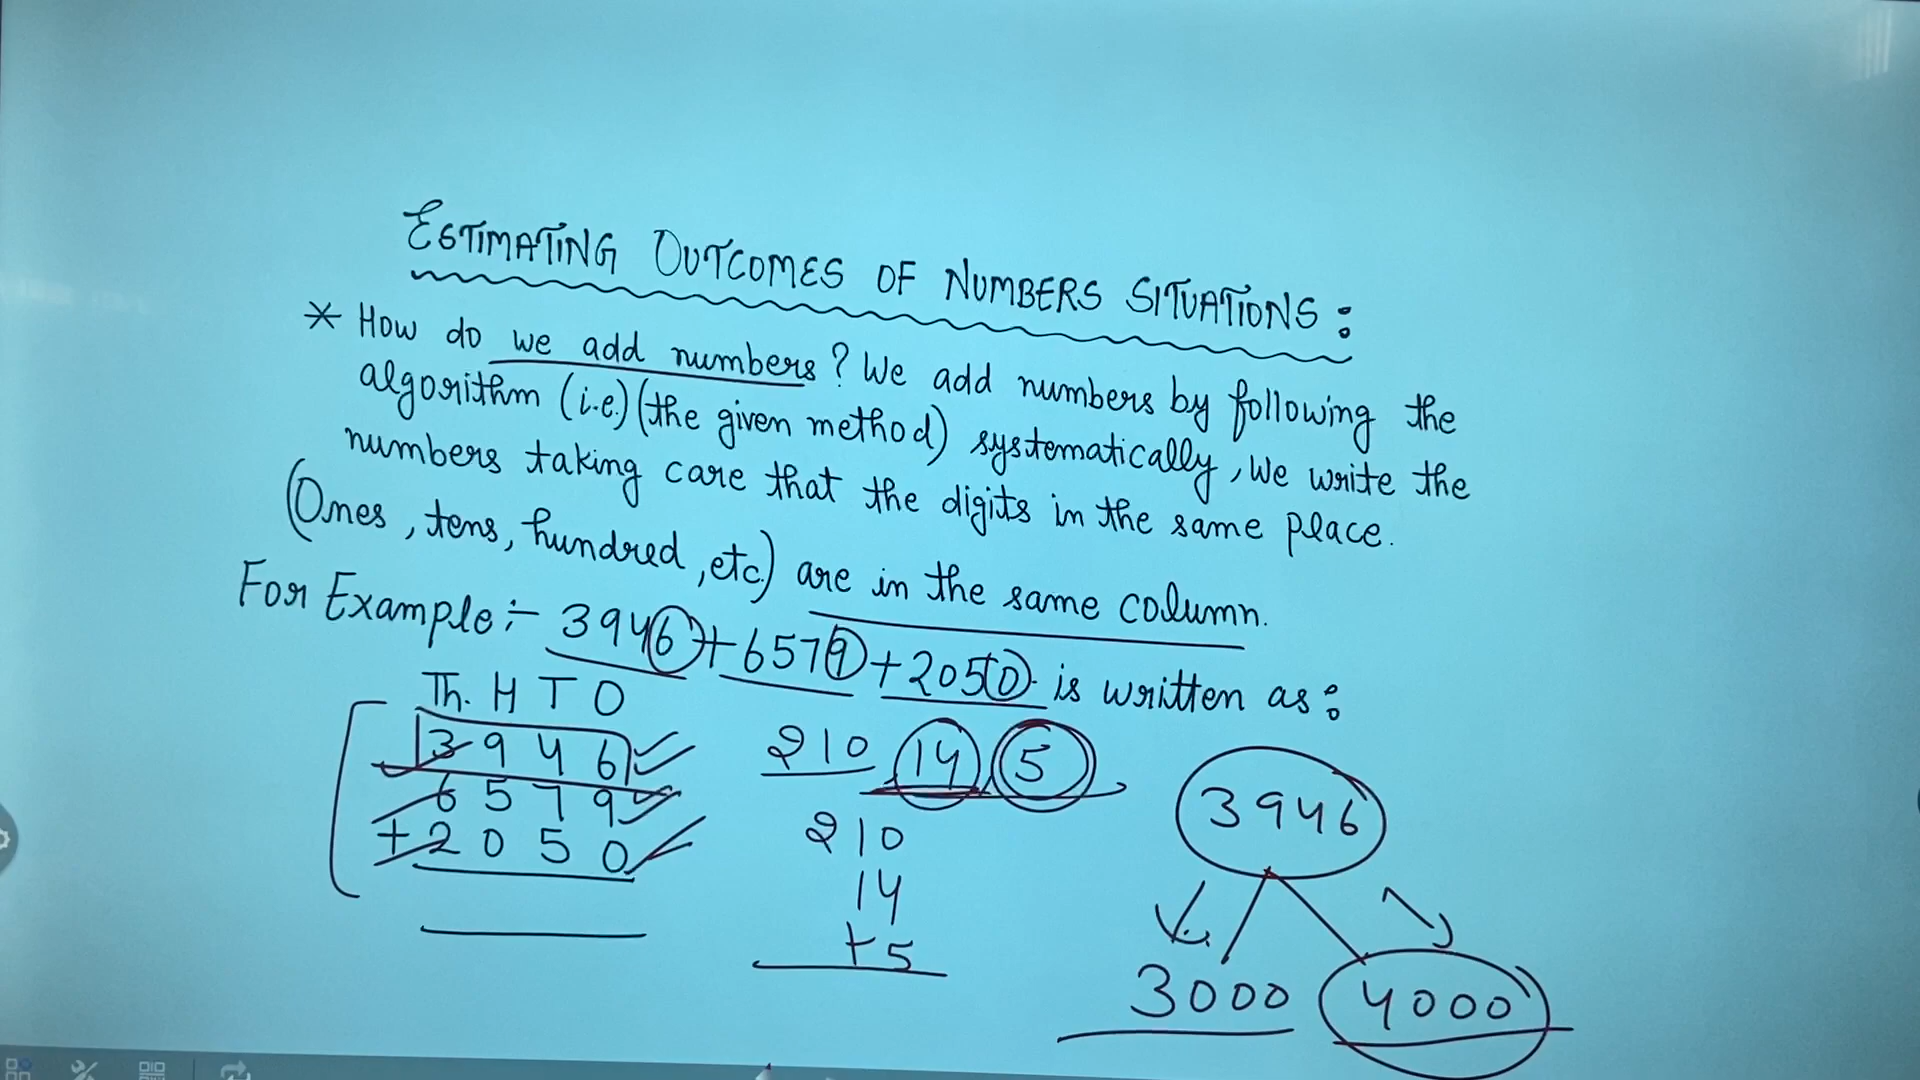 ESTIMATING OUTCOMES OF NUMBERS SITUATIONS :
* How do we add numbers ? We add numbers by following the
algorithm (i.e.) (the given method) systematically, We write the
numbers taking care that the digits in the same place.
(Ones, tens, hundred, etc.) are in the same column.
For Example :- 3946 + 6579 + 2050 is written as :
Th. H T O
3 9 4 6
6 5 7 9
+ 2 0 5 0
210 14 5
210
14
+ 5
3946
3000 4000